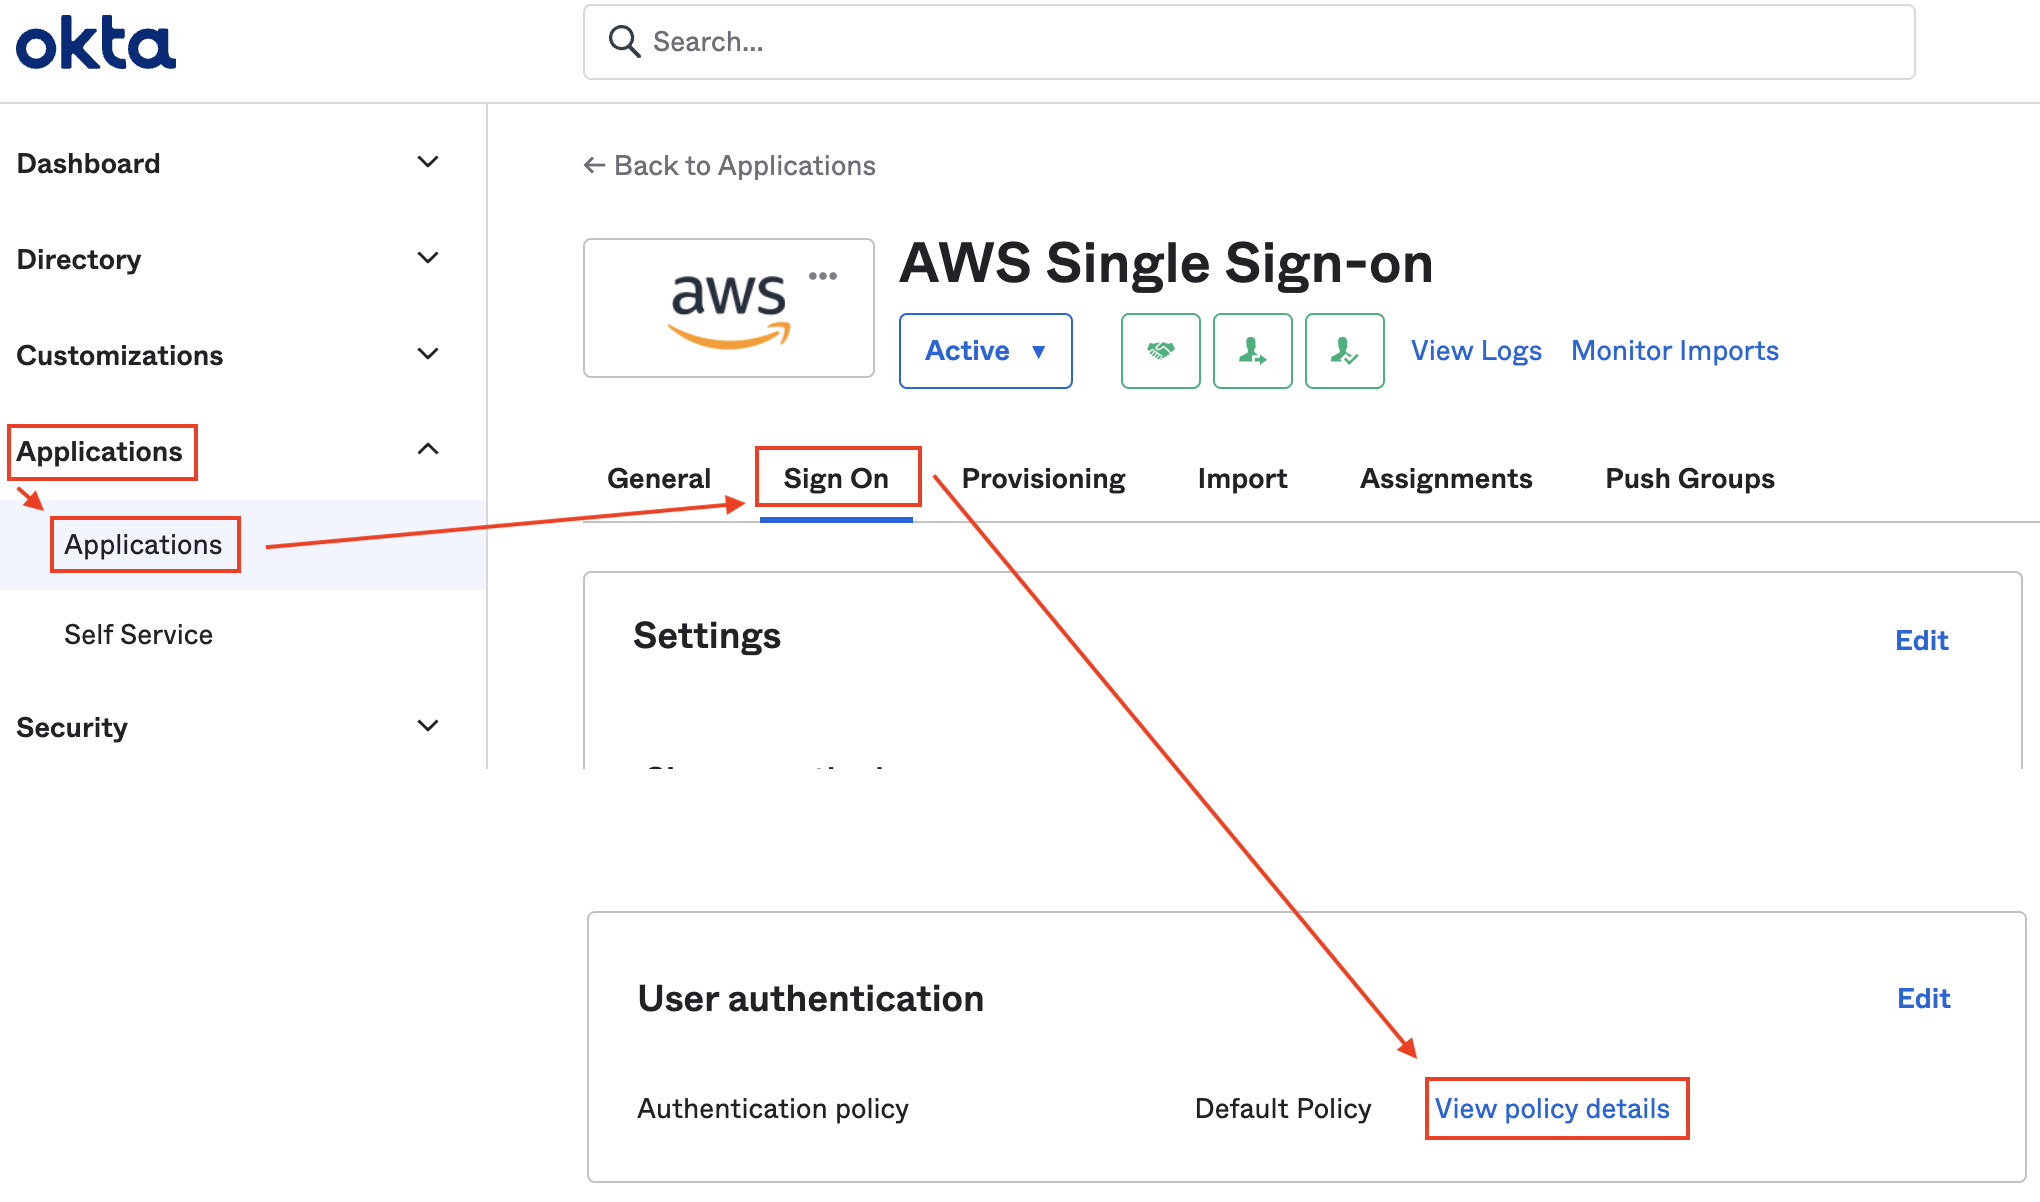 okta
Search...
Dashboard
Directory
Customizations
Applications
Applications
Self Service
Security
← Back to Applications
aws
AWS Single Sign-on
Active
View Logs
Monitor Imports
General
Sign On
Provisioning
Import
Assignments
Push Groups
Settings
Edit
User authentication
Edit
Authentication policy
Default Policy
View policy details